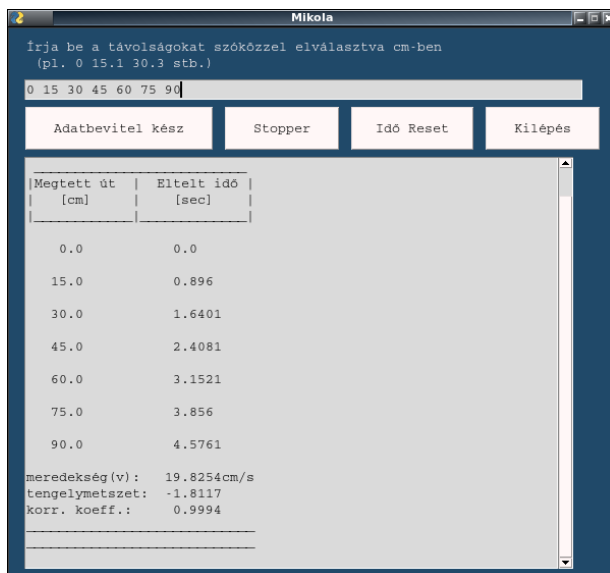 Mikola
Írja be a távolságokat szóközzel elválasztva cm-ben
(pl. 0 15.1 30.3 stb.)
0 15 30 45 60 75 90
Adatbevitel kész Stopper Idő Reset Kilépés
|Megtett út | Eltelt idő |
| [cm] | [sec] |
0.0 0.0
15.0 0.896
30.0 1.6401
45.0 2.4081
60.0 3.1521
75.0 3.856
90.0 4.5761
meredekség(v): 19.8254cm/s
tengelymetszet: -1.8117
korr. koeff.: 0.9994